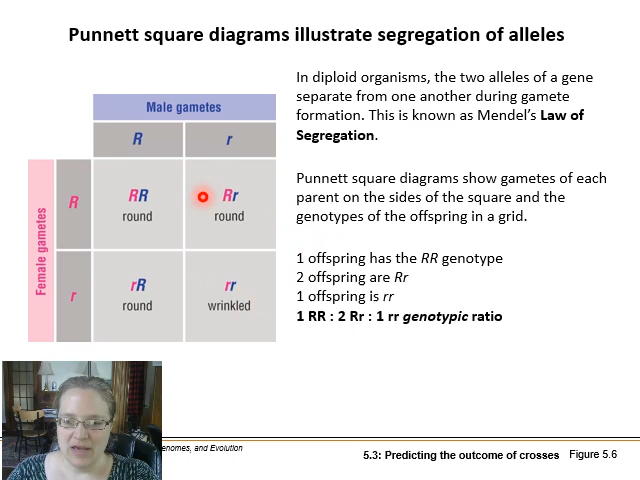 Punnett square diagrams illustrate segregation of alleles
Male gametes
R r
Female gametes
R
RR
round
Rr
round
r
rR
round
rr
wrinkled
In diploid organisms, the two alleles of a gene
separate from one another during gamete
formation. This is known as Mendel's Law of
Segregation.
Punnett square diagrams show gametes of each
parent on the sides of the square and the
genotypes of the offspring in a grid.
1 offspring has the RR genotype
2 offspring are Rr
1 offspring is rr
1 RR : 2 Rr : 1 rr genotypic ratio
and Evolution
5.3: Predicting the outcome of crosses Figure 5.6